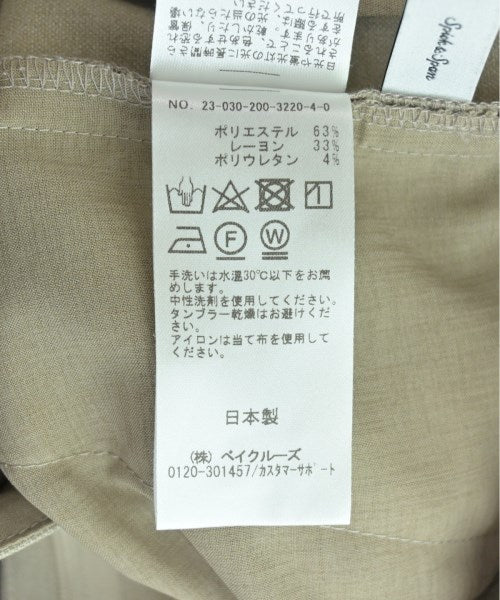 Spick & Span
NO. 23-030-200-3220-4-0
ポリエステル 63%
レーヨン 33%
ポリウレタン 4%
F W
手洗いは水温30℃以下をお薦
めします。
中性洗剤を使用してください。
タンブラー乾燥はお避けくだ
さい。
アイロンは当て布を使用して
ください。
日本製
(株) ベイクルーズ
0120-301457/カスタマーサポート